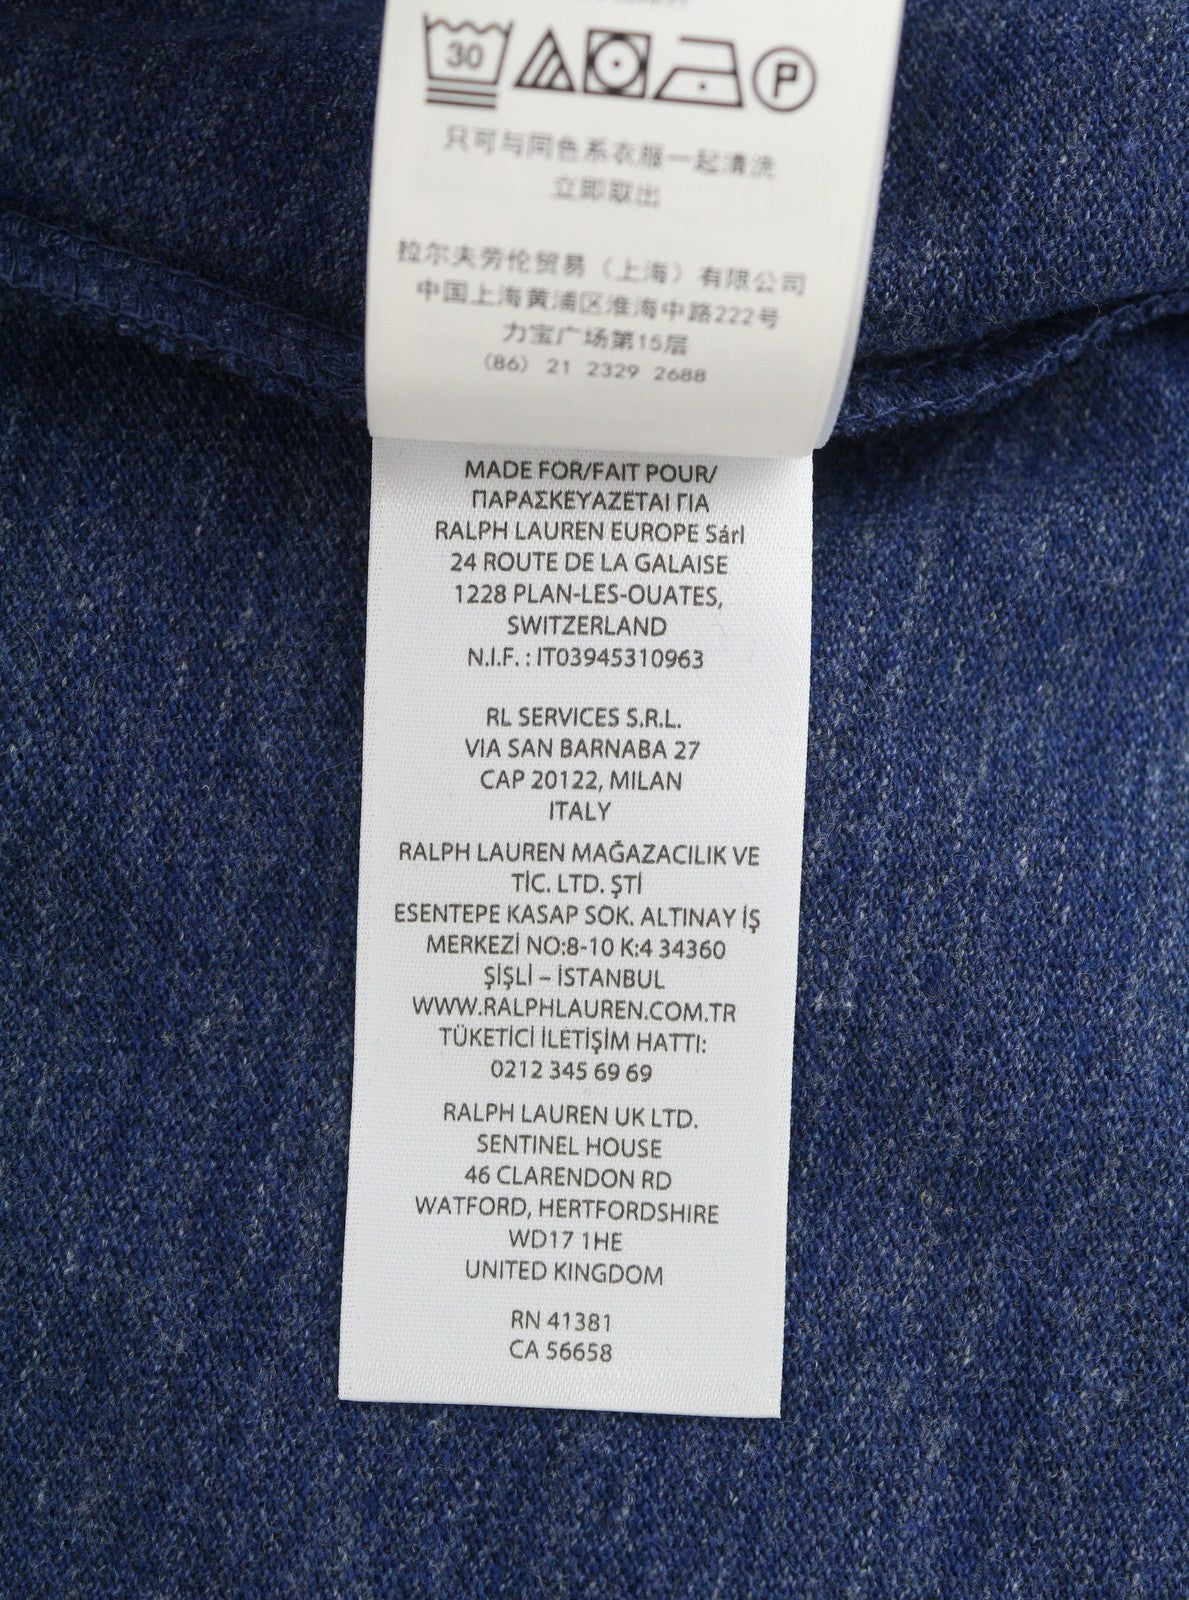 30
P
只可与同色系衣服一起清洗
立即取出
拉尔夫劳伦贸易（上海）有限公司
中国上海黄浦区淮海中路222号
力宝广场第15层
(86) 21 2329 2688
MADE FOR/FAIT POUR/
ΠΑΡΑΣΚΕΥΑΖΕΤΑΙ ΓΙΑ
RALPH LAUREN EUROPE Sárl
24 ROUTE DE LA GALAISE
1228 PLAN-LES-OUATES,
SWITZERLAND
N.I.F. : IT03945310963
RL SERVICES S.R.L.
VIA SAN BARNABA 27
CAP 20122, MILAN
ITALY
RALPH LAUREN MAĞAZACILIK VE
TİC. LTD. ŞTİ
ESENTEPE KASAP SOK. ALTINAY İŞ
MERKEZİ NO:8-10 K:4 34360
ŞİŞLİ – İSTANBUL
WWW.RALPHLAUREN.COM.TR
TÜKETİCİ İLETİŞİM HATTI:
0212 345 69 69
RALPH LAUREN UK LTD.
SENTINEL HOUSE
46 CLARENDON RD
WATFORD, HERTFORDSHIRE
WD17 1HE
UNITED KINGDOM
RN 41381
CA 56658